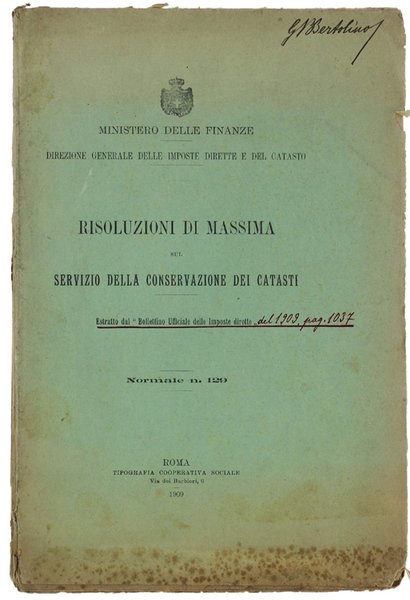 G Bertolino
MINISTERO DELLE FINANZE
DIREZIONE GENERALE DELLE IMPOSTE DIRETTE E DEL CATASTO
RISOLUZIONI DI MASSIMA
SUL
SERVIZIO DELLA CONSERVAZIONE DEI CATASTI
Estratto dal “ Bollettino Ufficiale delle Imposte dirette „ del 1909, pag. 1037
Normale n. 129
ROMA
TIPOGRAFIA COOPERATIVA SOCIALE
Via dei Barbieri, 6
1909